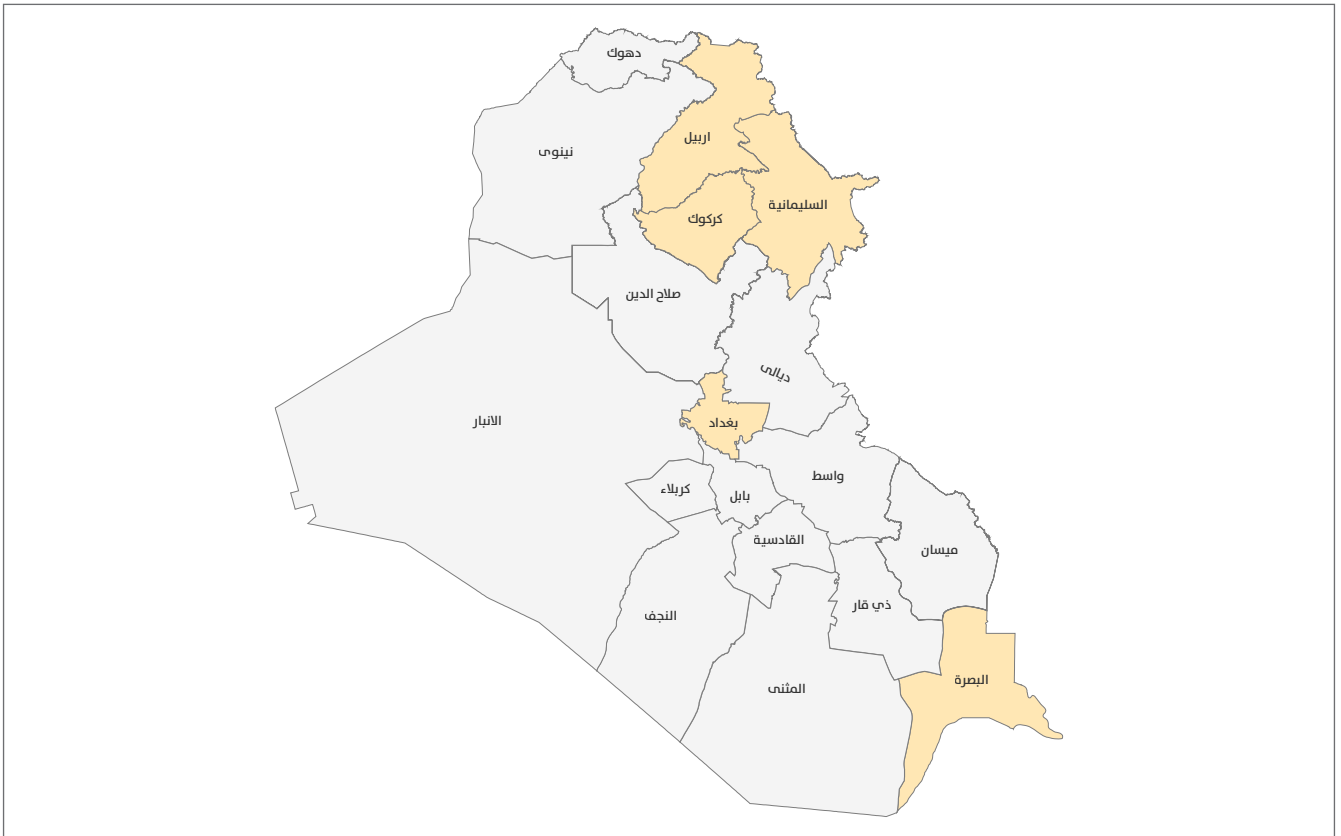 دهوك
اربيل
نينوى
السليمانية
كركوك
صلاح الدين
ديالى
الانبار
بغداد
واسط
كربلاء
بابل
القادسية
ميسان
ذي قار
النجف
البصرة
المثنى